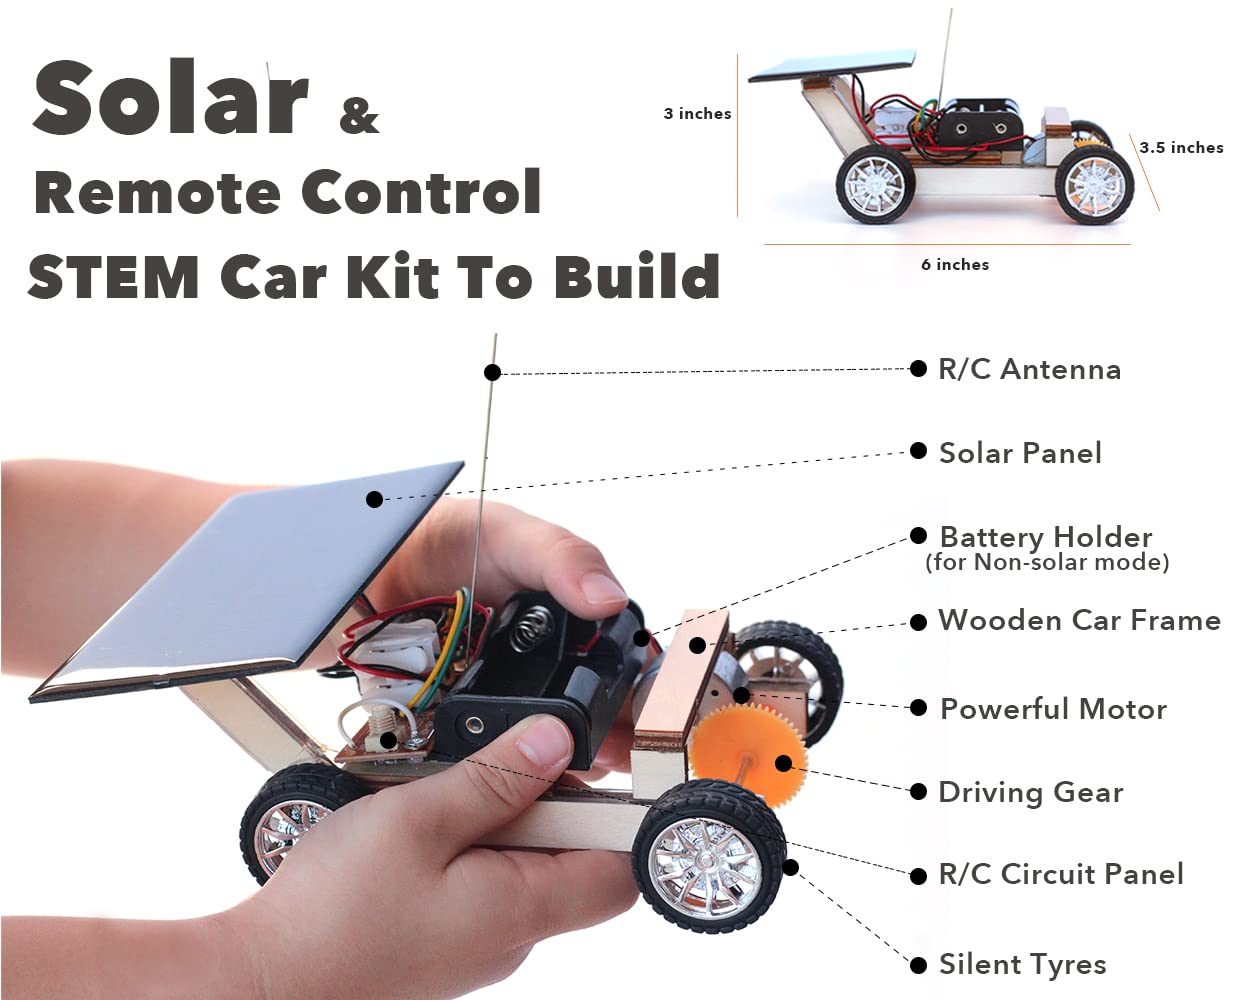 Solar &
Remote Control
STEM Car Kit To Build
3 inches
3.5 inches
6 inches
R/C Antenna
Solar Panel
Battery Holder
(for Non-solar mode)
Wooden Car Frame
Powerful Motor
Driving Gear
R/C Circuit Panel
Silent Tyres